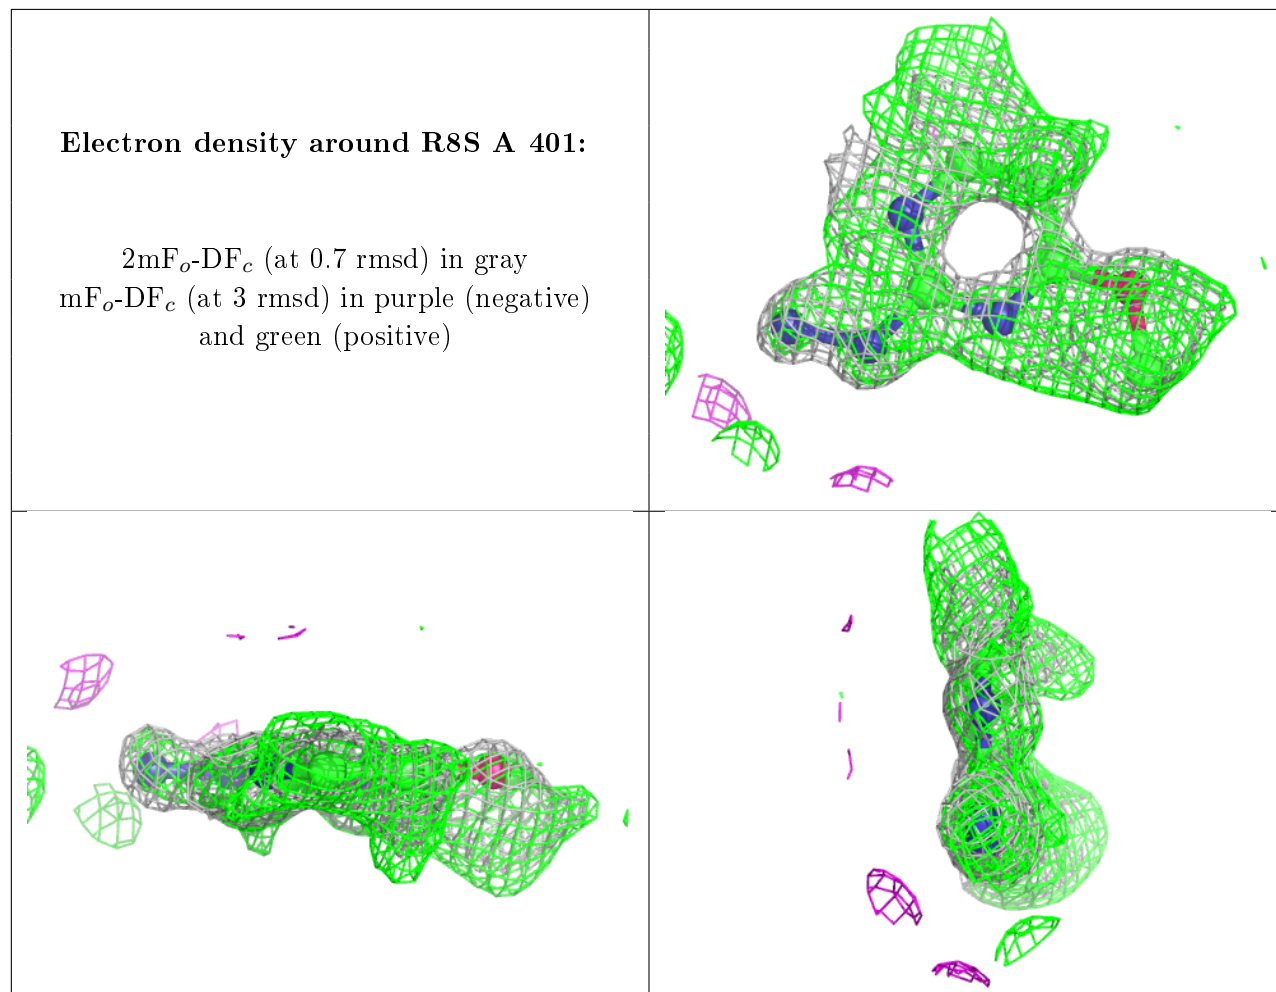 Electron density around R8S A 401:
2mFo-DFc (at 0.7 rmsd) in gray
mFo-DFc (at 3 rmsd) in purple (negative)
and green (positive)